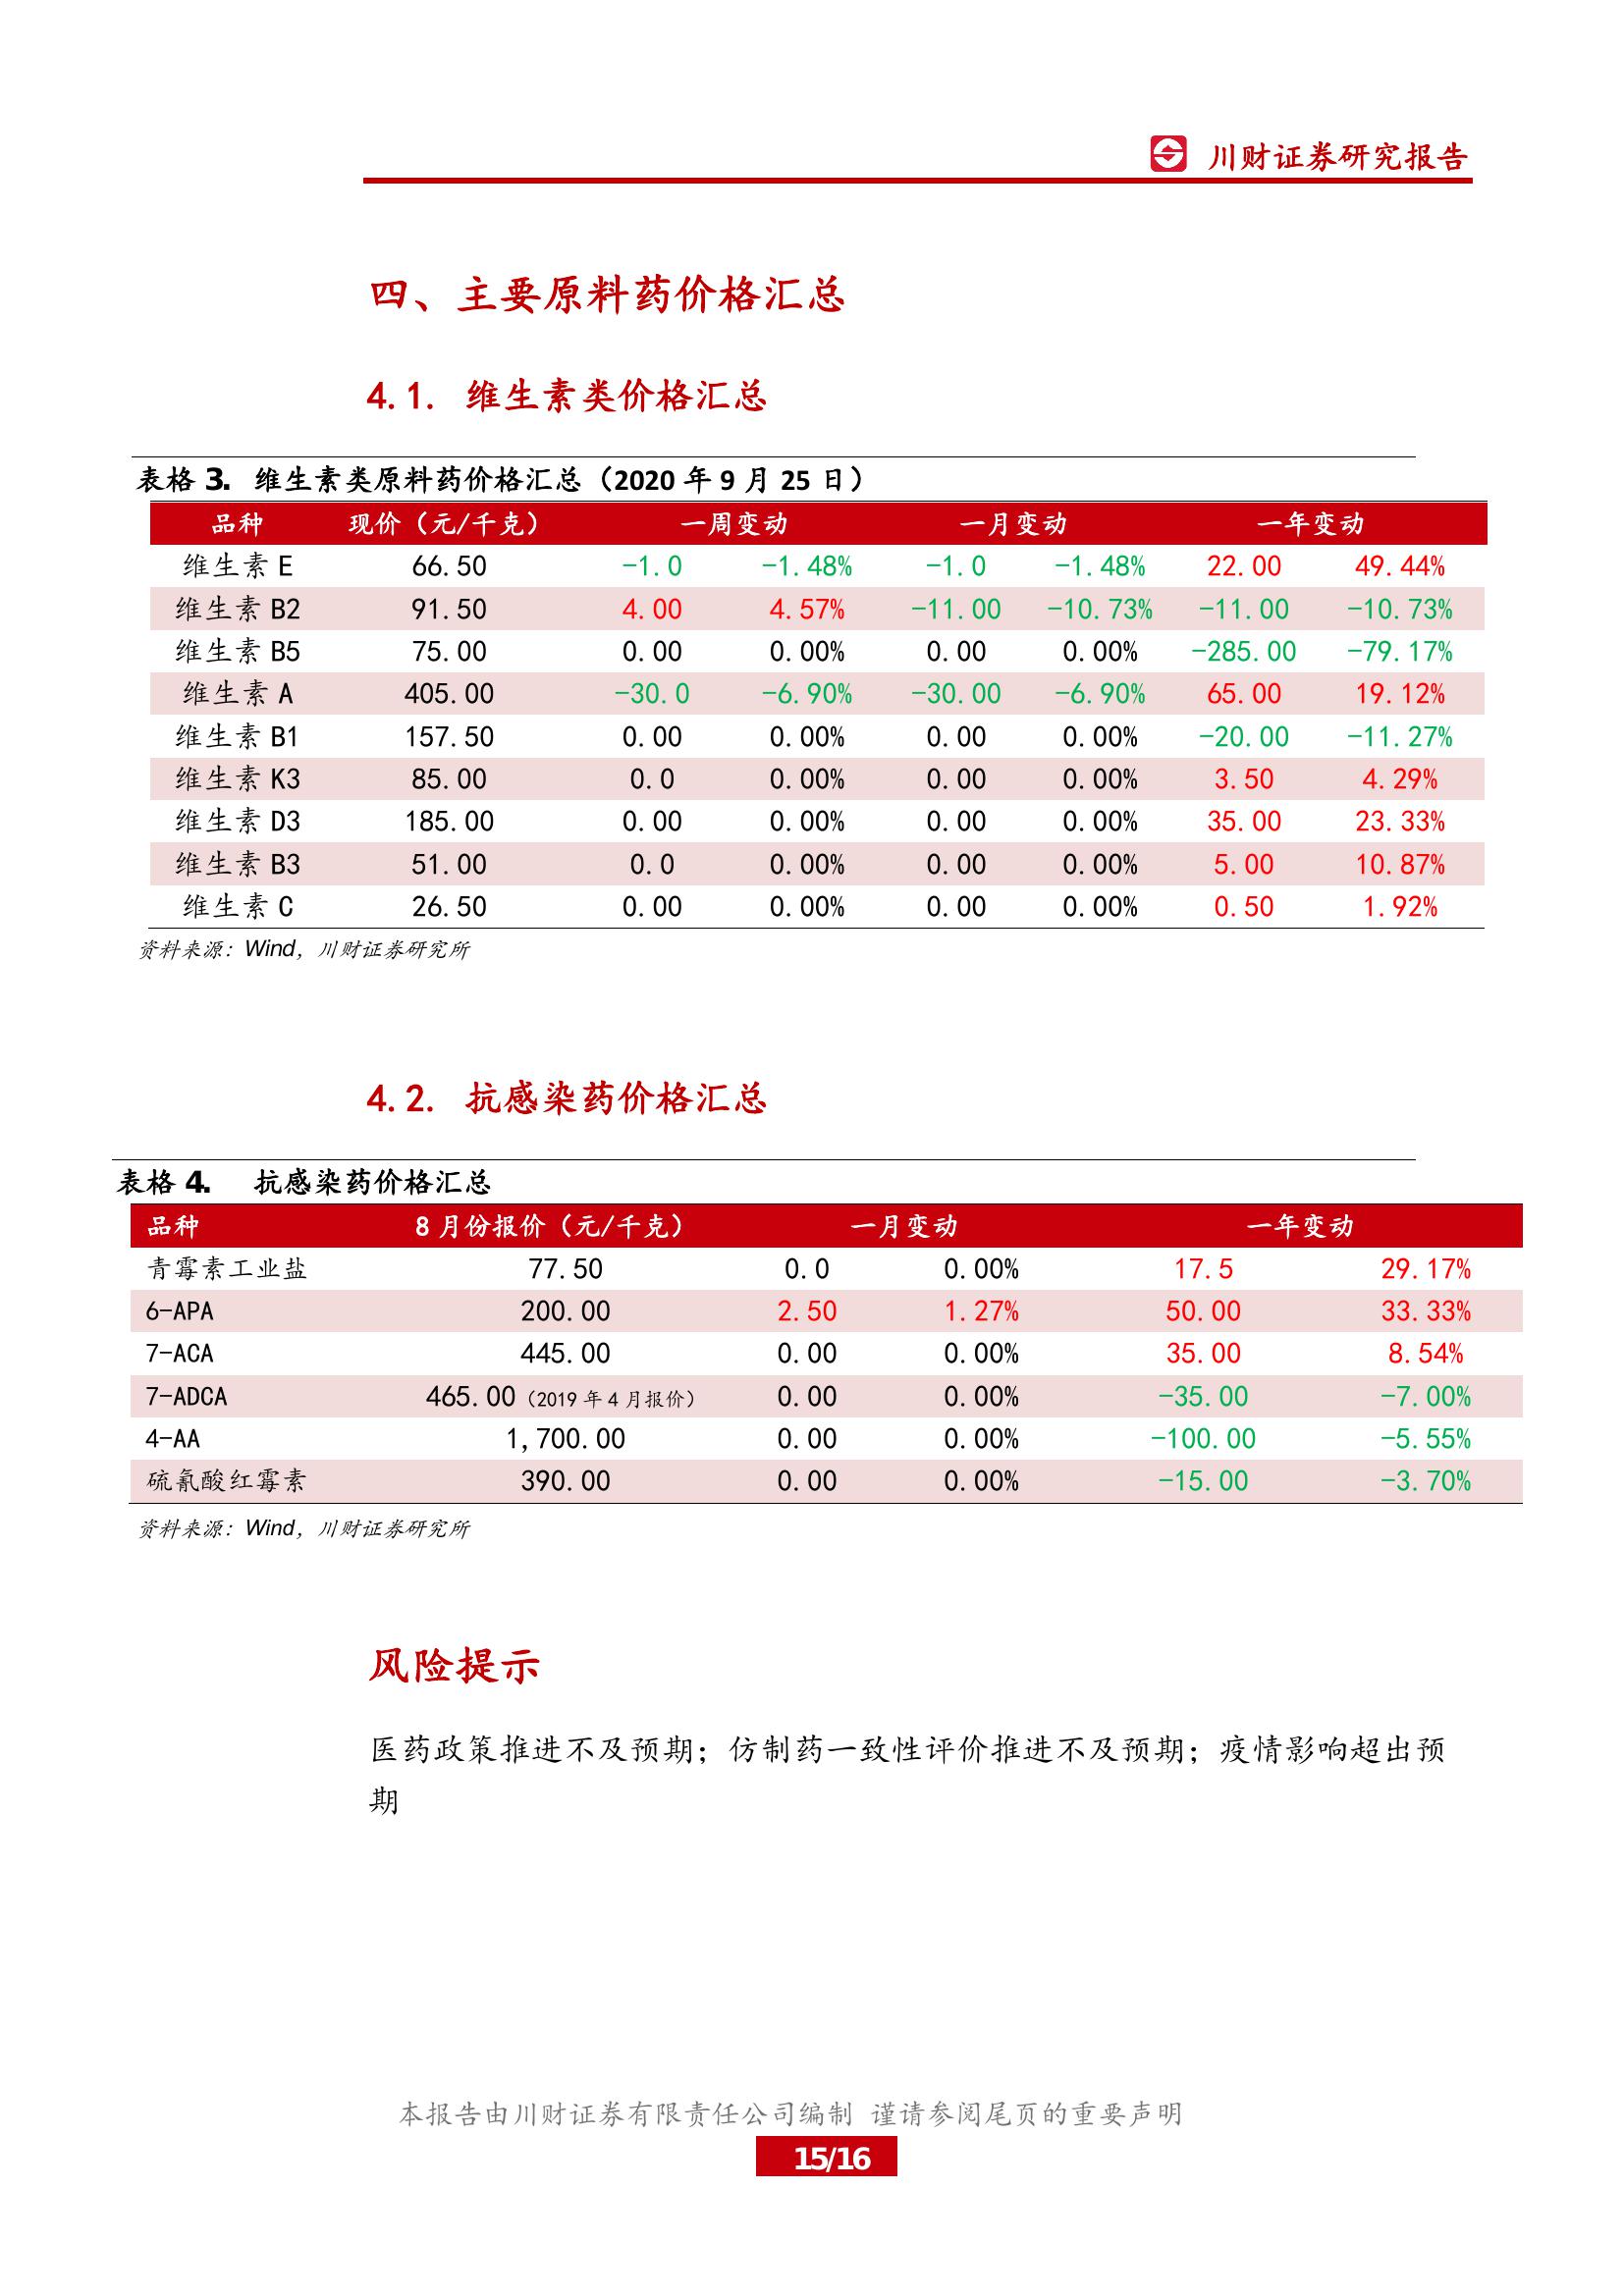 川财证券研究报告
四、主要原料药价格汇总
4.1. 维生素类价格汇总
表格 3. 维生素类原料药价格汇总（2020 年 9 月 25 日）
品种 现价（元/千克） 一周变动 一月变动 一年变动
维生素 E 66.50 -1.0 -1.48% -1.0 -1.48% 22.00 49.44%
维生素 B2 91.50 4.00 4.57% -11.00 -10.73% -11.00 -10.73%
维生素 B5 75.00 0.00 0.00% 0.00 0.00% -285.00 -79.17%
维生素 A 405.00 -30.0 -6.90% -30.00 -6.90% 65.00 19.12%
维生素 B1 157.50 0.00 0.00% 0.00 0.00% -20.00 -11.27%
维生素 K3 85.00 0.0 0.00% 0.00 0.00% 3.50 4.29%
维生素 D3 185.00 0.00 0.00% 0.00 0.00% 35.00 23.33%
维生素 B3 51.00 0.0 0.00% 0.00 0.00% 5.00 10.87%
维生素 C 26.50 0.00 0.00% 0.00 0.00% 0.50 1.92%
资料来源：Wind，川财证券研究所
4.2. 抗感染药价格汇总
表格 4. 抗感染药价格汇总
品种 8 月份报价（元/千克） 一月变动 一年变动
青霉素工业盐 77.50 0.0 0.00% 17.5 29.17%
6-APA 200.00 2.50 1.27% 50.00 33.33%
7-ACA 445.00 0.00 0.00% 35.00 8.54%
7-ADCA 465.00（2019 年 4 月报价） 0.00 0.00% -35.00 -7.00%
4-AA 1,700.00 0.00 0.00% -100.00 -5.55%
硫氰酸红霉素 390.00 0.00 0.00% -15.00 -3.70%
资料来源：Wind，川财证券研究所
风险提示
医药政策推进不及预期；仿制药一致性评价推进不及预期；疫情影响超出预
期
本报告由川财证券有限责任公司编制 谨请参阅尾页的重要声明
15/16